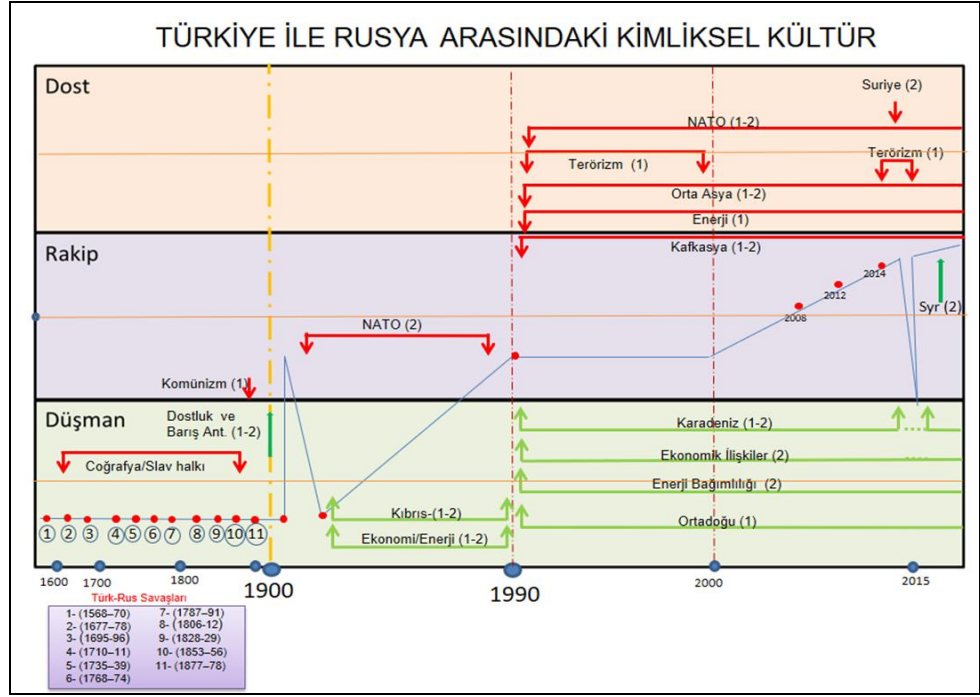 TÜRKİYE İLE RUSYA ARASINDAKİ KİMLİKSEL KÜLTÜR
Dost
Suriye (2)
NATO (1-2)
Terörizm (1)
Terörizm (1)
Orta Asya (1-2)
Enerji (1)
Rakip
Kafkasya (1-2)
2014
2012
2008
Syr (2)
NATO (2)
Komünizm (1)
Düşman
Dostluk ve
Barış Ant. (1-2)
Karadeniz (1-2)
Coğrafya/Slav halkı
Ekonomik İlişkiler (2)
Enerji Bağımlılığı (2)
Kıbrıs-(1-2)
Ortadoğu (1)
1 2 3 4 5 6 7 8 9 10 11
Ekonomi/Enerji (1-2)
1600 1700 1800 1900 1990 2000 2015
Türk-Rus Savaşları
1- (1568–70) 7- (1787–91)
2- (1677–78) 8- (1806-12)
3- (1695-96) 9- (1828-29)
4- (1710–11) 10- (1853–56)
5- (1735–39) 11- (1877–78)
6- (1768–74)